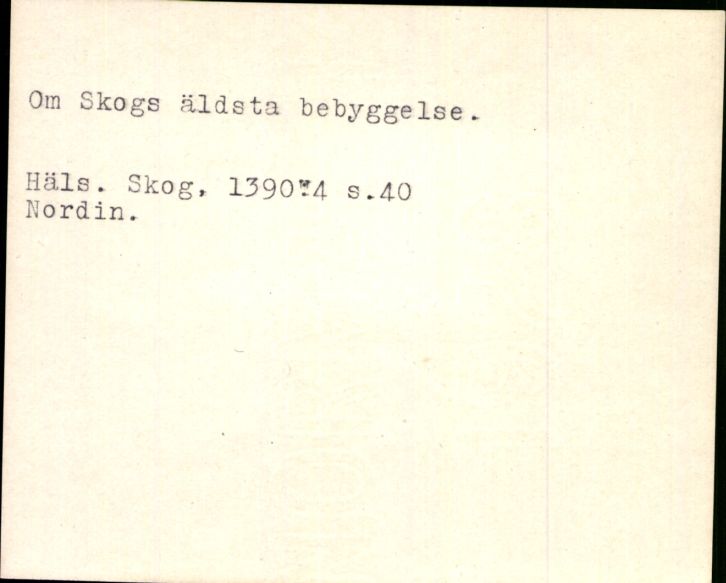 Om Skogs äldsta bebyggelse.
Häls. Skog, 1390:4 s.40
Nordin.